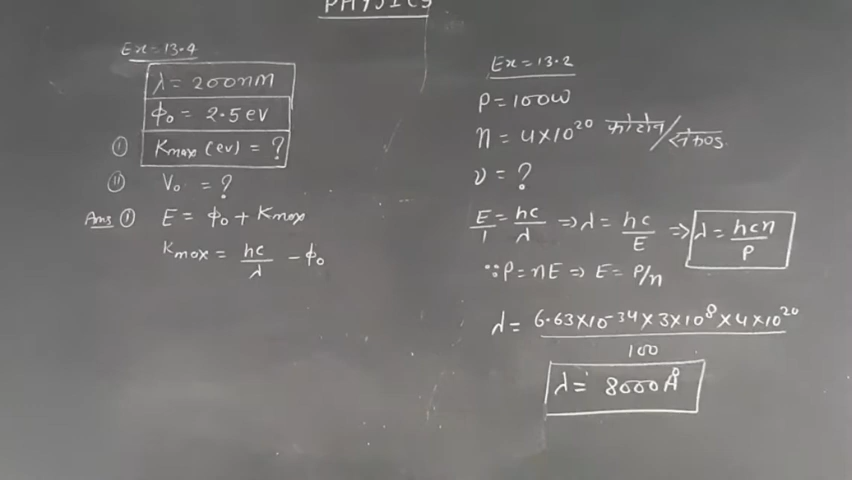 PHYSICS
Ex = 13.4
λ = 200nm
ϕ₀ = 2.5 ev
① Kmax (ev) = ?
② V₀ = ?
Ans ① E = ϕ₀ + Kmax
Kmax = hc/λ - ϕ₀
Ex = 13.2
P = 100W
n = 4×10²⁰
ν = ?
E/1 = hc/λ ⇒ λ = hc/E ⇒ λ = hcn/P
∵ P = nE ⇒ E = P/n
λ = 6.63×10⁻³⁴×3×10⁸×4×10²⁰/100
λ = 8000Å